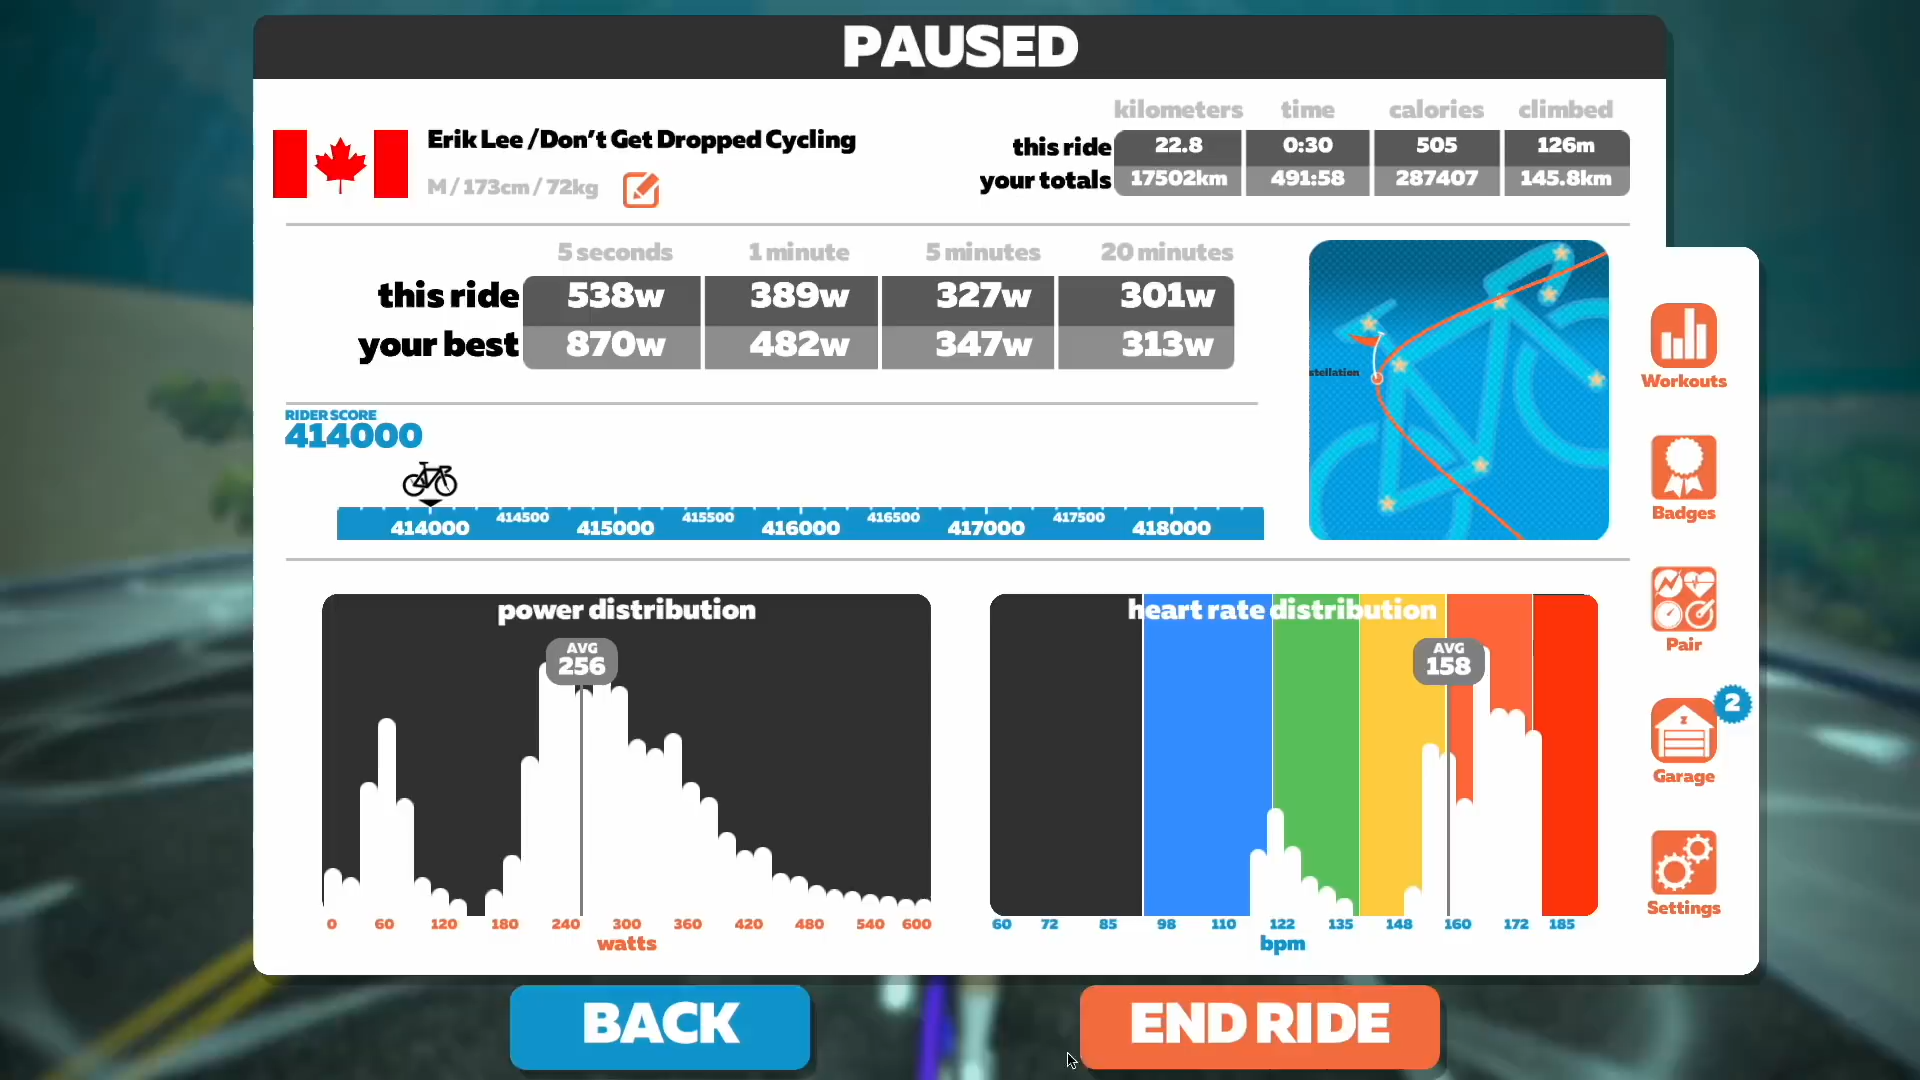 PAUSED
Erik Lee /Don't Get Dropped Cycling
M / 173cm / 72kg
kilometers time calories climbed
this ride 22.8 0:30 505 126m
your totals 17502km 491:58 287407 145.8km
5 seconds 1 minute 5 minutes 20 minutes
this ride 538w 389w 327w 301w
your best 870w 482w 347w 313w
stellation
RIDER SCORE
414000
414000 414500 415000 415500 416000 416500 417000 417500 418000
Workouts
Badges
Pair
2
Z
Garage
Settings
power distribution
AVG
256
0 60 120 180 240 300 360 420 480 540 600
watts
heart rate distribution
AVG
158
60 72 85 98 110 122 135 148 160 172 185
bpm
BACK
END RIDE